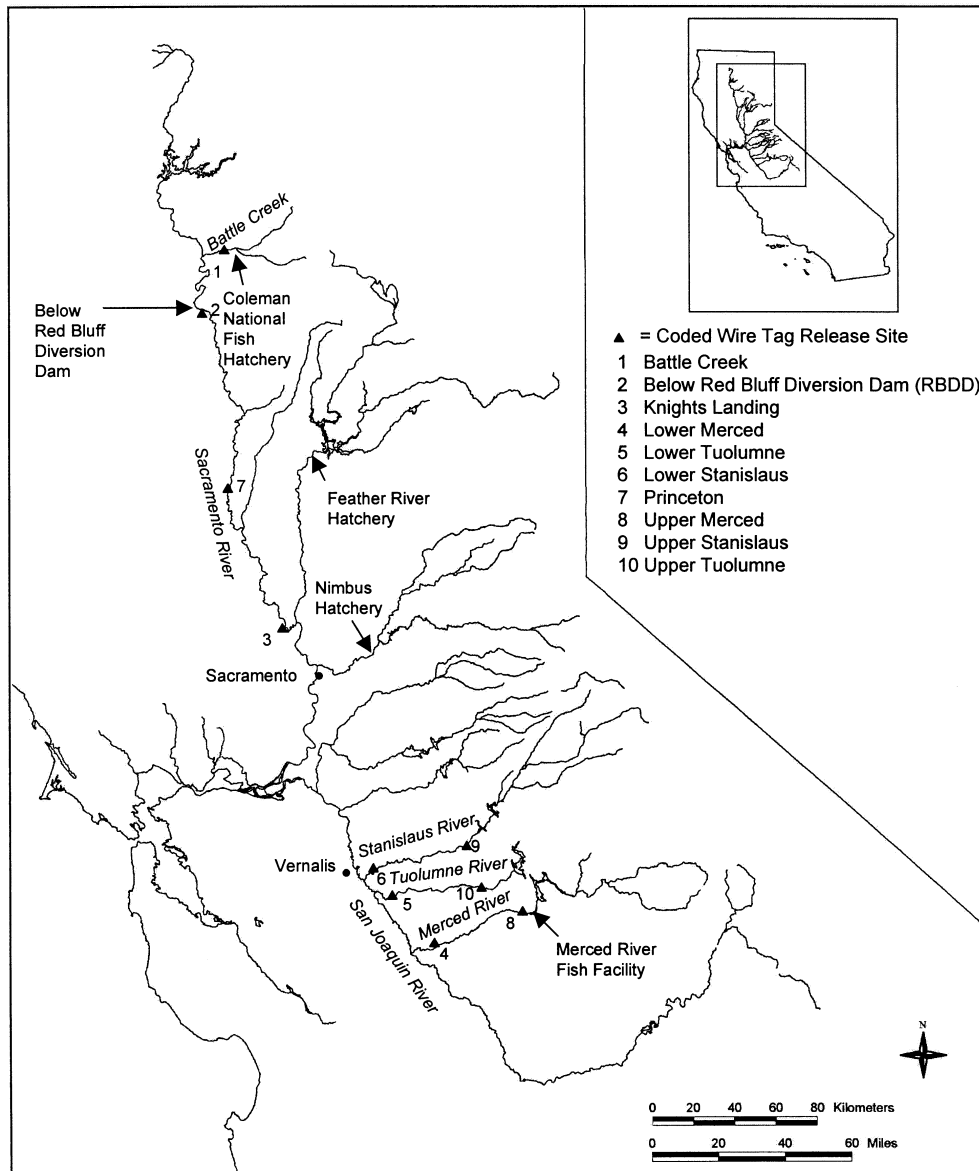 Battle Creek
1
Coleman
National
Fish
Hatchery
Below
Red Bluff
Diversion
Dam
2
Sacramento River
7
Feather River
Hatchery
Nimbus
Hatchery
3
Sacramento
Stanislaus River
9
Vernalis
6
Tuolumne River
5
10
Merced River
8
4
San Joaquin River
Merced River
Fish Facility
▲ = Coded Wire Tag Release Site
1 Battle Creek
2 Below Red Bluff Diversion Dam (RBDD)
3 Knights Landing
4 Lower Merced
5 Lower Tuolumne
6 Lower Stanislaus
7 Princeton
8 Upper Merced
9 Upper Stanislaus
10 Upper Tuolumne
N
0 20 40 60 80 Kilometers
0 20 40 60 Miles